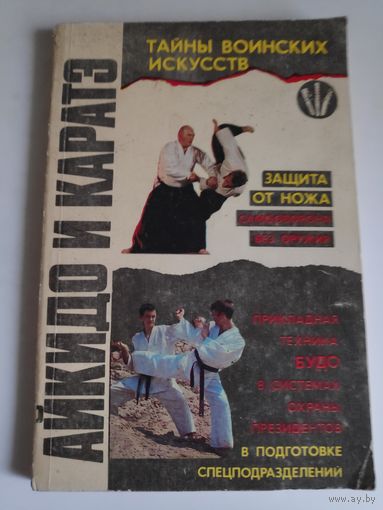 ТАЙНЫ ВОИНСКИХ
ИСКУССТВ
АЙКИДО И КАРАТЭ
ЗАЩИТА
ОТ НОЖА
САМООБОРОНА
БЕЗ ОРУЖИЯ
ПРИКЛАДНАЯ
ТЕХНИКА
БУДО
В СИСТЕМАХ
ОХРАНЫ
ПРЕЗИДЕНТОВ
В ПОДГОТОВКЕ
СПЕЦПОДРАЗДЕЛЕНИЙ
www.ay.by